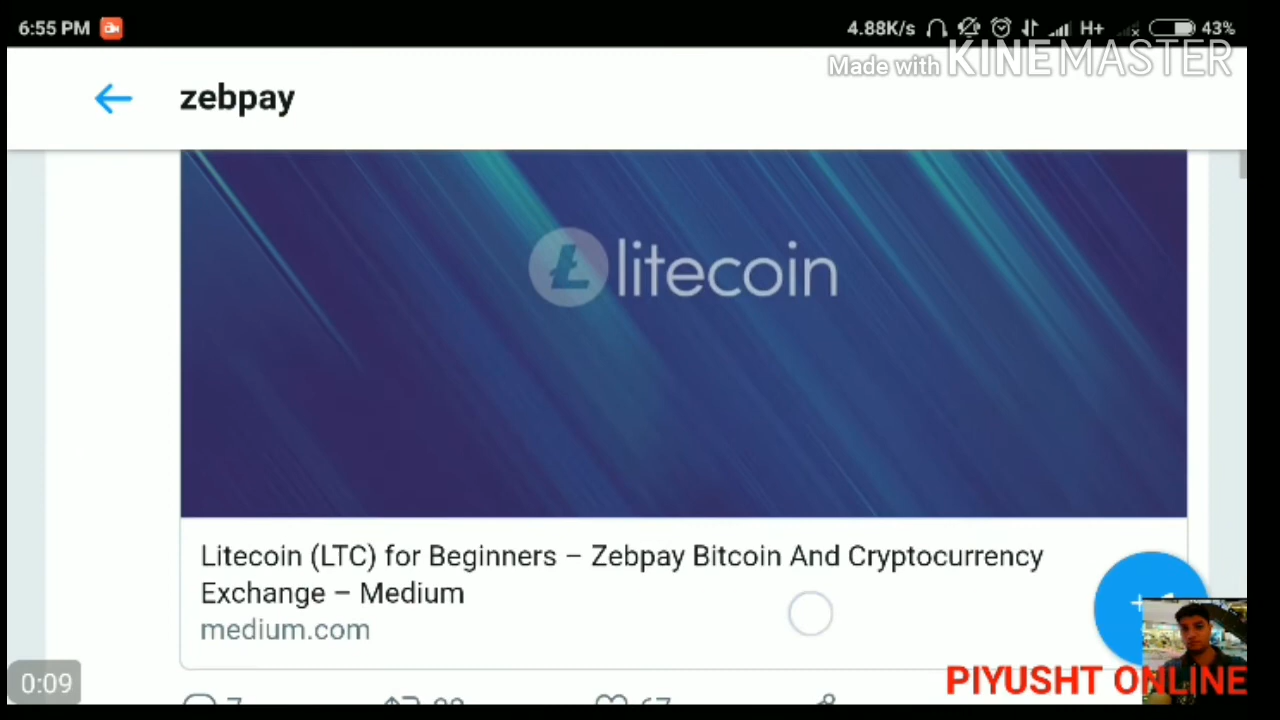 6:55 PM
4.88K/s
H+
43%
Made with KINEMASTER
zebpay
litecoin
Litecoin (LTC) for Beginners – Zebpay Bitcoin And Cryptocurrency
Exchange – Medium
medium.com
0:09
PIYUSHT ONLINE